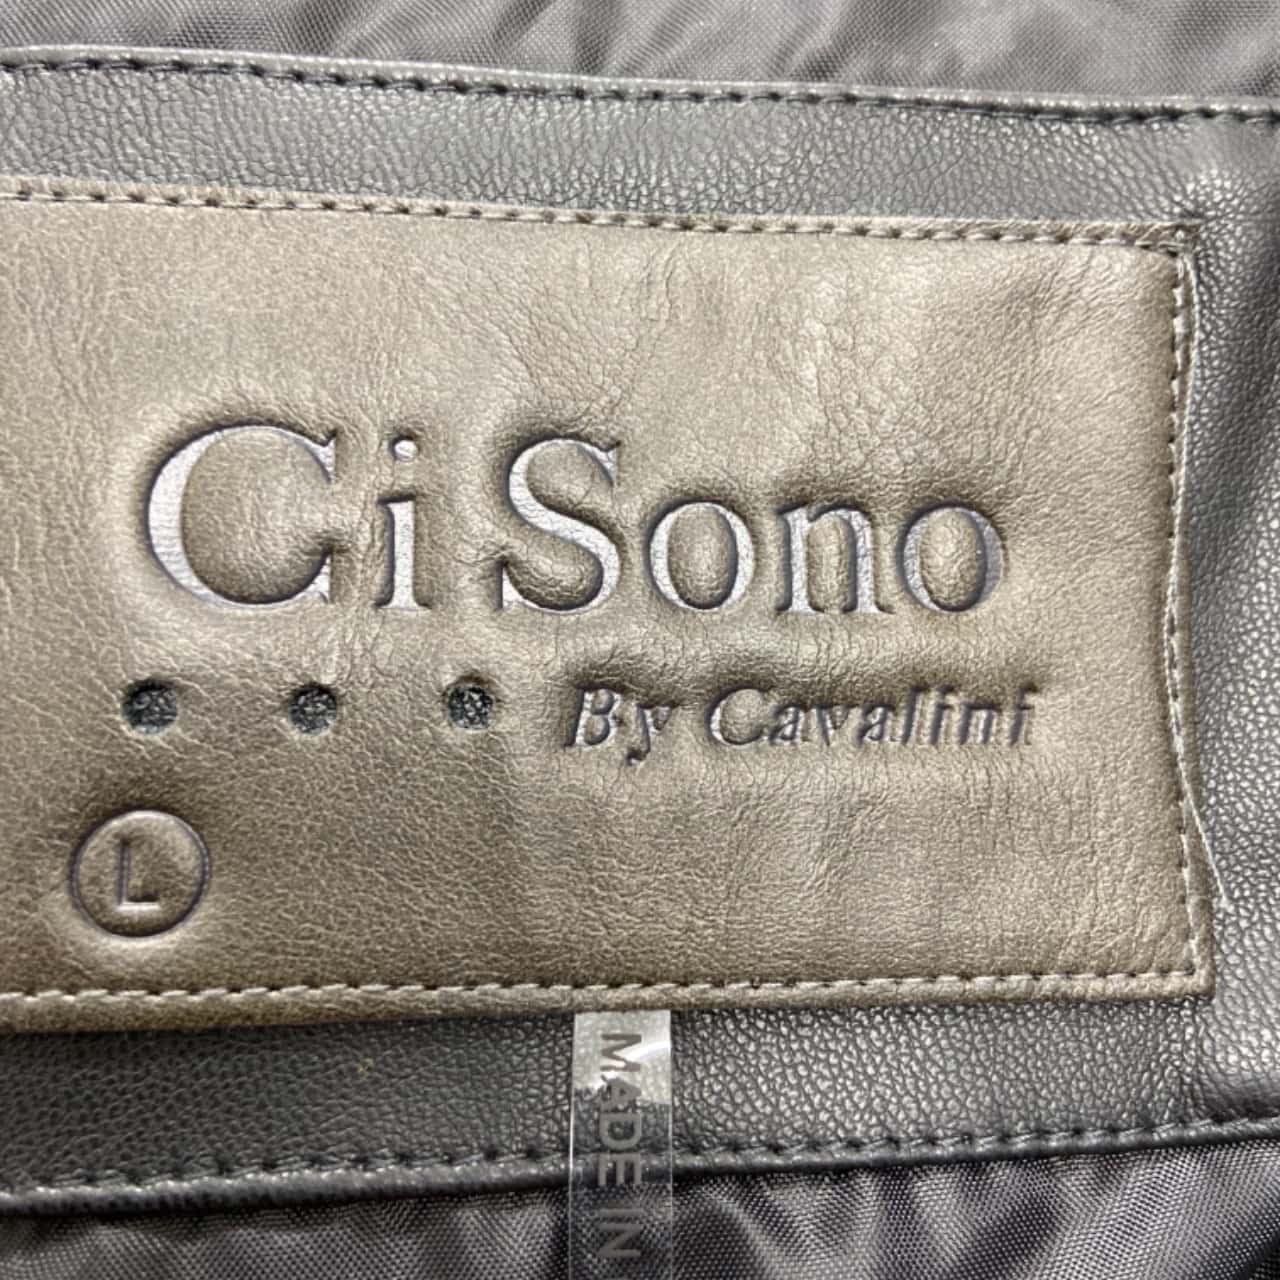 Ci Sono
By Cavalini
L
MADE IN